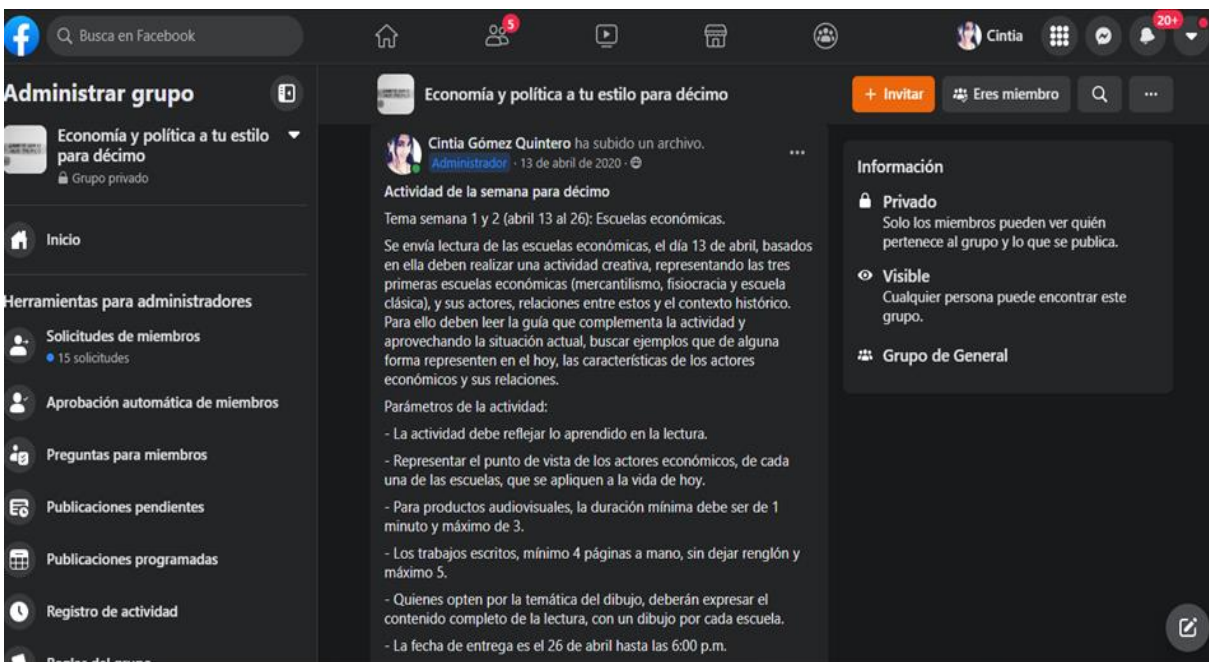 Busca en Facebook
5
Cintia
20+
Administrar grupo
Economía y política a tu estilo
para décimo
Grupo privado
Inicio
Herramientas para administradores
Solicitudes de miembros
15 solicitudes
Aprobación automática de miembros
Preguntas para miembros
Publicaciones pendientes
Publicaciones programadas
Registro de actividad
Economía y política a tu estilo para décimo
+ Invitar
Eres miembro
Cintia Gómez Quintero ha subido un archivo.
Administrador · 13 de abril de 2020 ·
Actividad de la semana para décimo
Tema semana 1 y 2 (abril 13 al 26): Escuelas económicas.
Se envía lectura de las escuelas económicas, el día 13 de abril, basados
en ella deben realizar una actividad creativa, representando las tres
primeras escuelas económicas (mercantilismo, fisiocracia y escuela
clásica), y sus actores, relaciones entre estos y el contexto histórico.
Para ello deben leer la guía que complementa la actividad y
aprovechando la situación actual, buscar ejemplos que de alguna
forma representen en el hoy, las características de los actores
económicos y sus relaciones.
Parámetros de la actividad:
- La actividad debe reflejar lo aprendido en la lectura.
- Representar el punto de vista de los actores económicos, de cada
una de las escuelas, que se apliquen a la vida de hoy.
- Para productos audiovisuales, la duración mínima debe ser de 1
minuto y máximo de 3.
- Los trabajos escritos, mínimo 4 páginas a mano, sin dejar renglón y
máximo 5.
- Quienes opten por la temática del dibujo, deberán expresar el
contenido completo de la lectura, con un dibujo por cada escuela.
- La fecha de entrega es el 26 de abril hasta las 6:00 p.m.
Información
Privado
Solo los miembros pueden ver quién
pertenece al grupo y lo que se publica.
Visible
Cualquier persona puede encontrar este
grupo.
Grupo de General